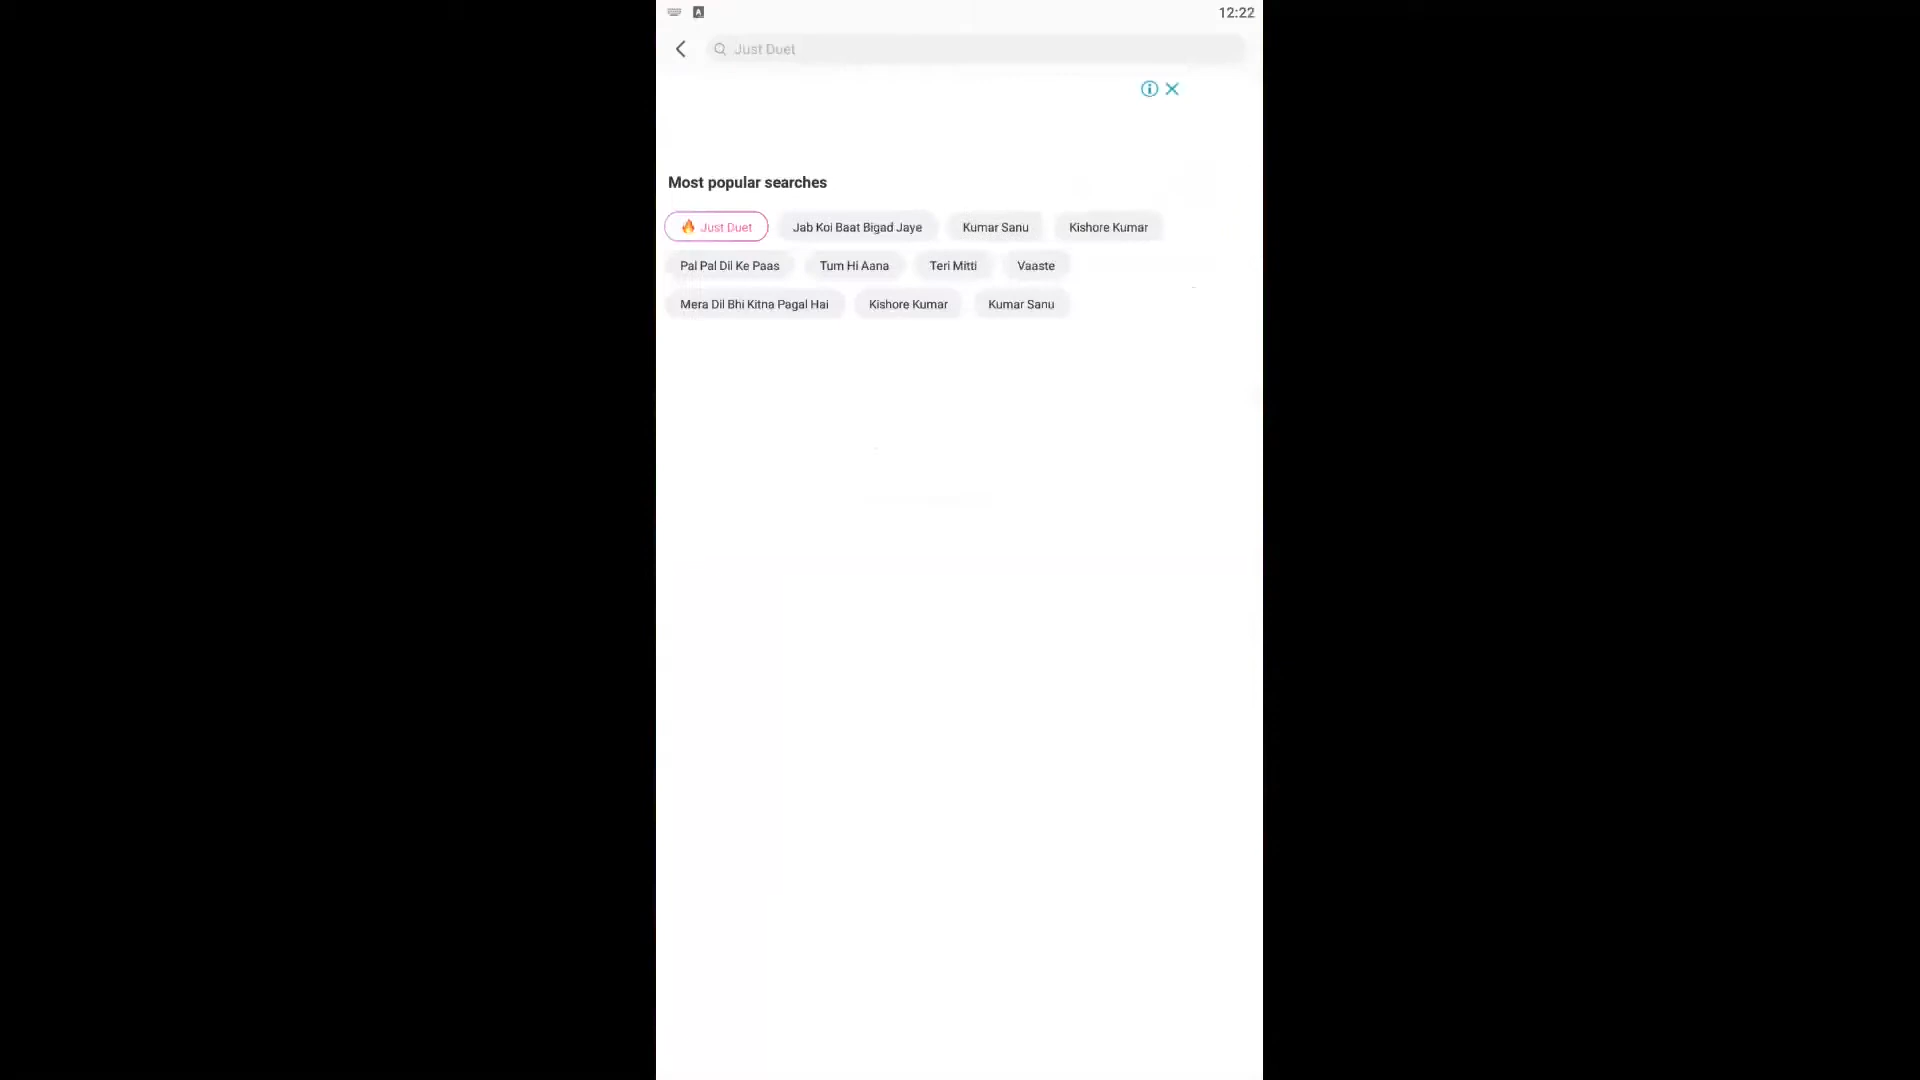 12:22
Just Duet
Most popular searches
Just Duet Jab Koi Baat Bigad Jaye Kumar Sanu Kishore Kumar
Pal Pal Dil Ke Paas Tum Hi Aana Teri Mitti Vaaste
Mera Dil Bhi Kitna Pagal Hai Kishore Kumar Kumar Sanu